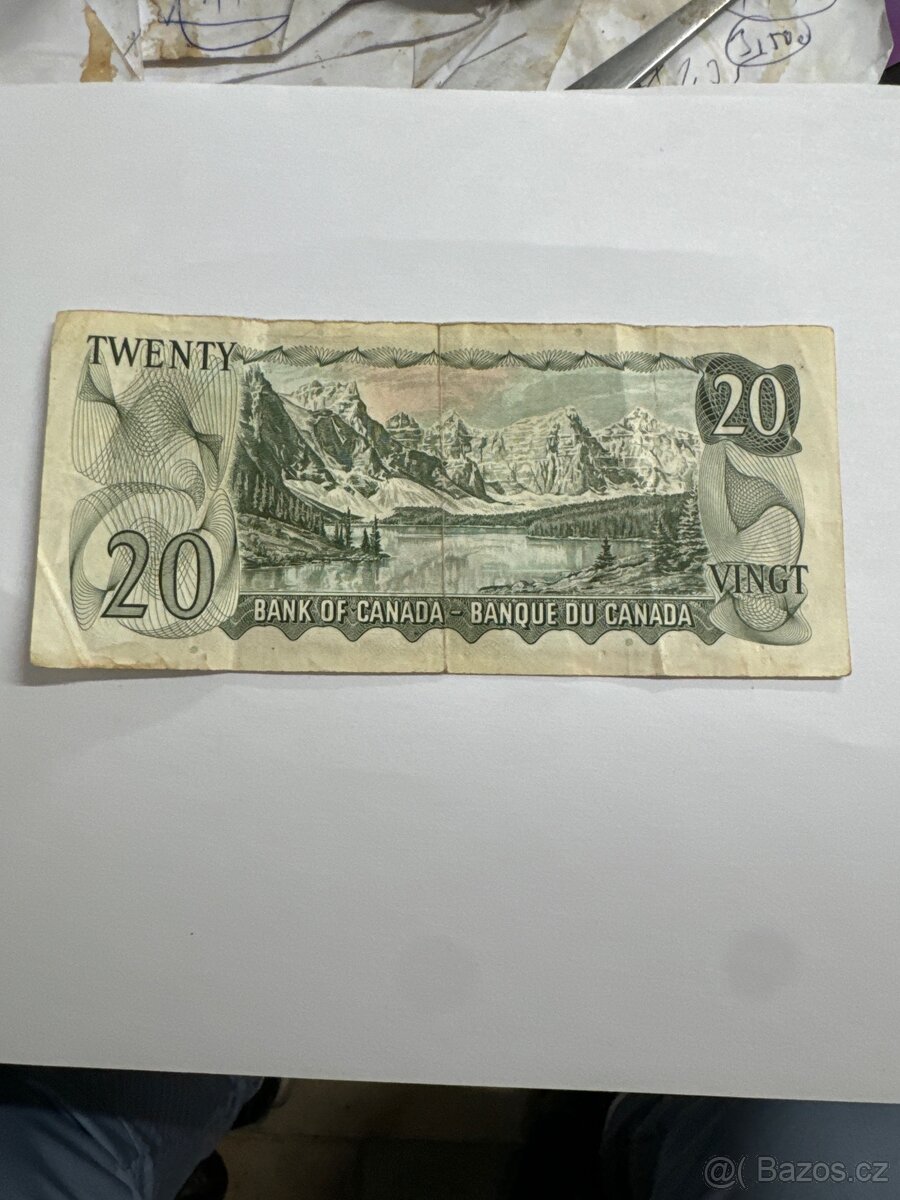 TWENTY
20
20
VINGT
BANK OF CANADA - BANQUE DU CANADA
@( Bazos.cz